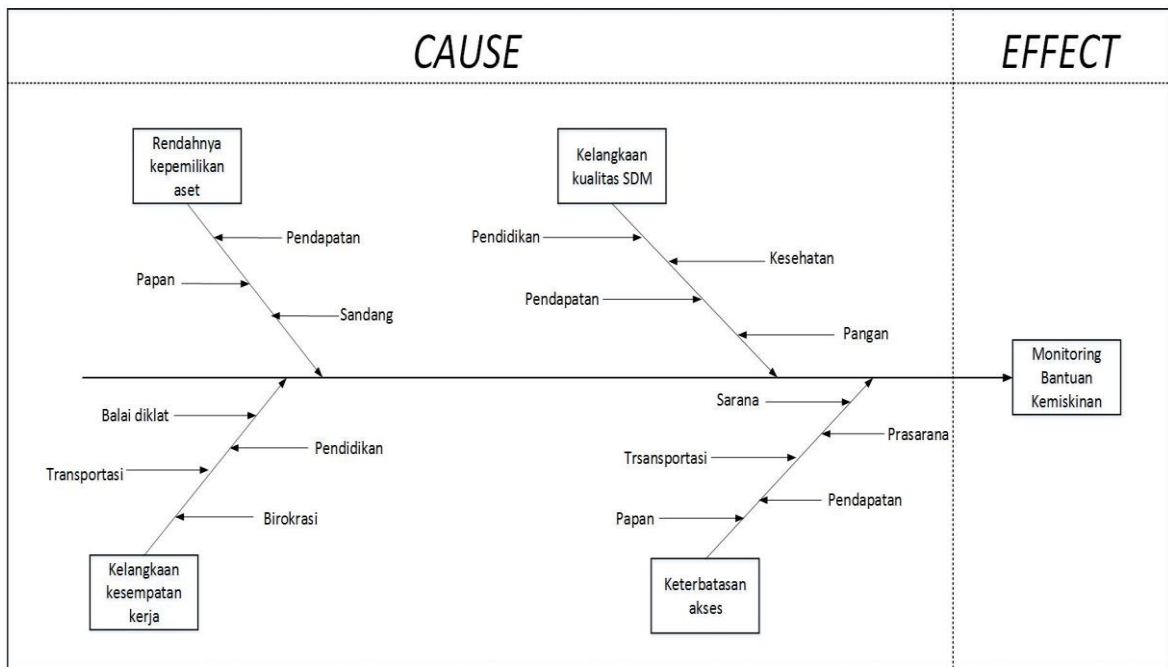 CAUSE
EFFECT
Rendahnya
kepemilikan
aset
Kelangkaan
kualitas SDM
Pendapatan
Papan
Sandang
Pendidikan
Kesehatan
Pendapatan
Pangan
Monitoring
Bantuan
Kemiskinan
Balai diklat
Pendidikan
Transportasi
Birokrasi
Kelangkaan
kesempatan
kerja
Sarana
Prasarana
Trsansportasi
Pendapatan
Papan
Keterbatasan
akses